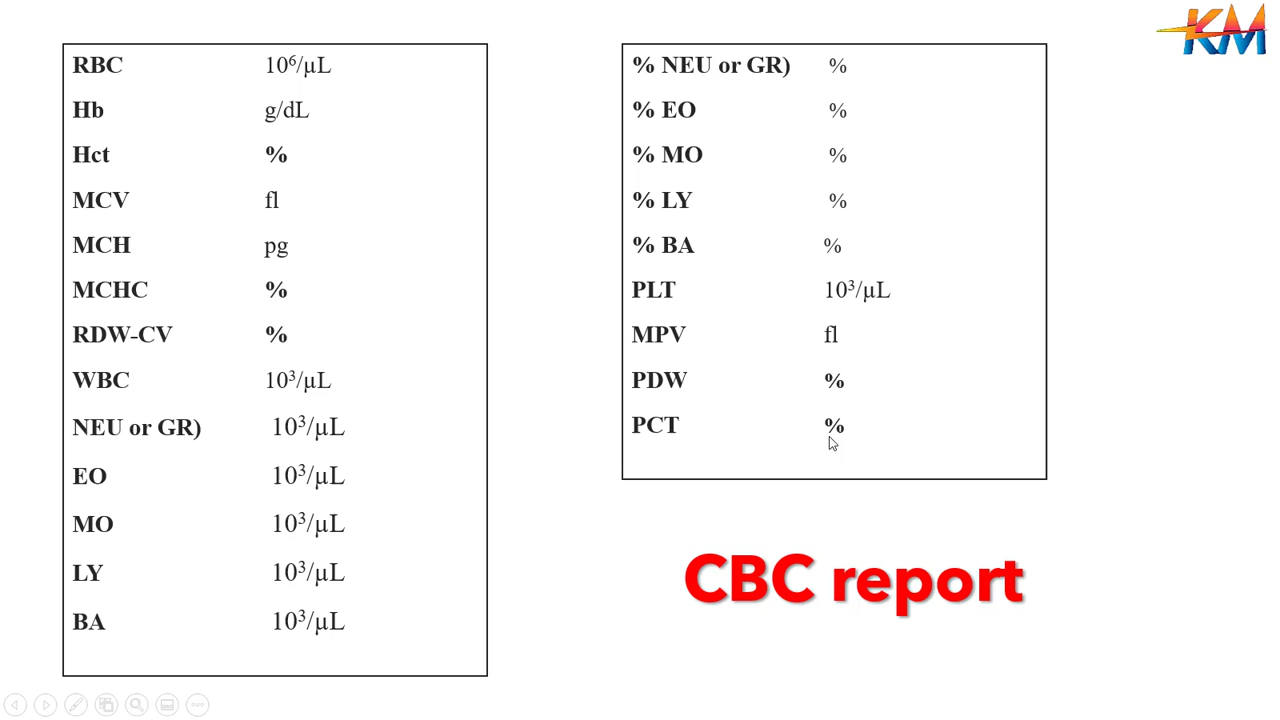 KM
RBC 10⁶/µL
Hb g/dL
Hct %
MCV fl
MCH pg
MCHC %
RDW-CV %
WBC 10³/µL
NEU or GR) 10³/µL
EO 10³/µL
MO 10³/µL
LY 10³/µL
BA 10³/µL
% NEU or GR) %
% EO %
% MO %
% LY %
% BA %
PLT 10³/µL
MPV fl
PDW %
PCT %
CBC report